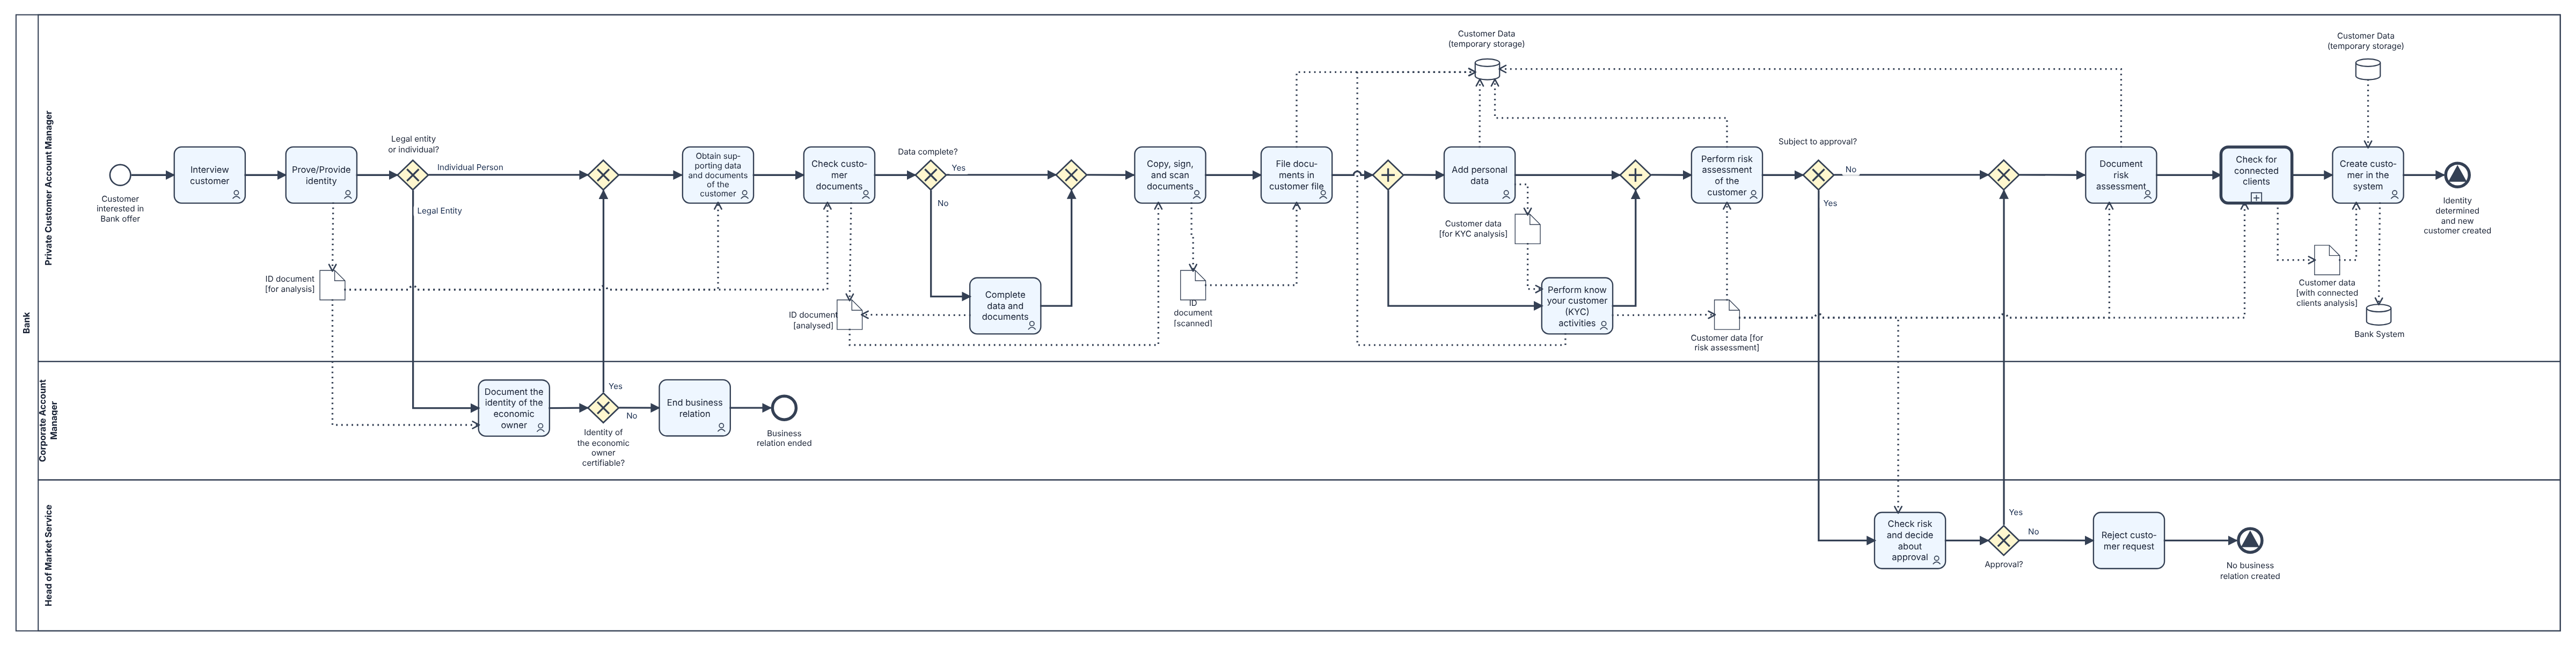 Bank
Private Customer Account Manager
Customer
interested in
Bank offer
Interview
customer
Prove/Provide
identity
Legal entity
or individual?
Individual Person
Legal Entity
ID document
[for analysis]
Obtain sup-
porting data
and documents
of the
customer
Check custo-
mer
documents
Data complete?
Yes
No
Complete
data and
documents
ID document
[analysed]
Copy, sign,
and scan
documents
ID
document
[scanned]
File docu-
ments in
customer file
Customer Data
(temporary storage)
Add personal
data
Customer data
[for KYC analysis]
Perform know
your customer
(KYC)
activities
Perform risk
assessment
of the
customer
Customer data [for
risk assessment]
Subject to approval?
No
Yes
Document
risk
assessment
Check for
connected
clients
Customer Data
(temporary storage)
Create custo-
mer in the
system
Customer data
[with connected
clients analysis]
Bank System
Identity
determined
and new
customer created
Corporate Account
Manager
Document the
identity of the
economic
owner
Yes
No
Identity of
the economic
owner
certifiable?
End business
relation
Business
relation ended
Head of Market Service
Check risk
and decide
about
approval
Yes
No
Approval?
Reject custo-
mer request
No business
relation created